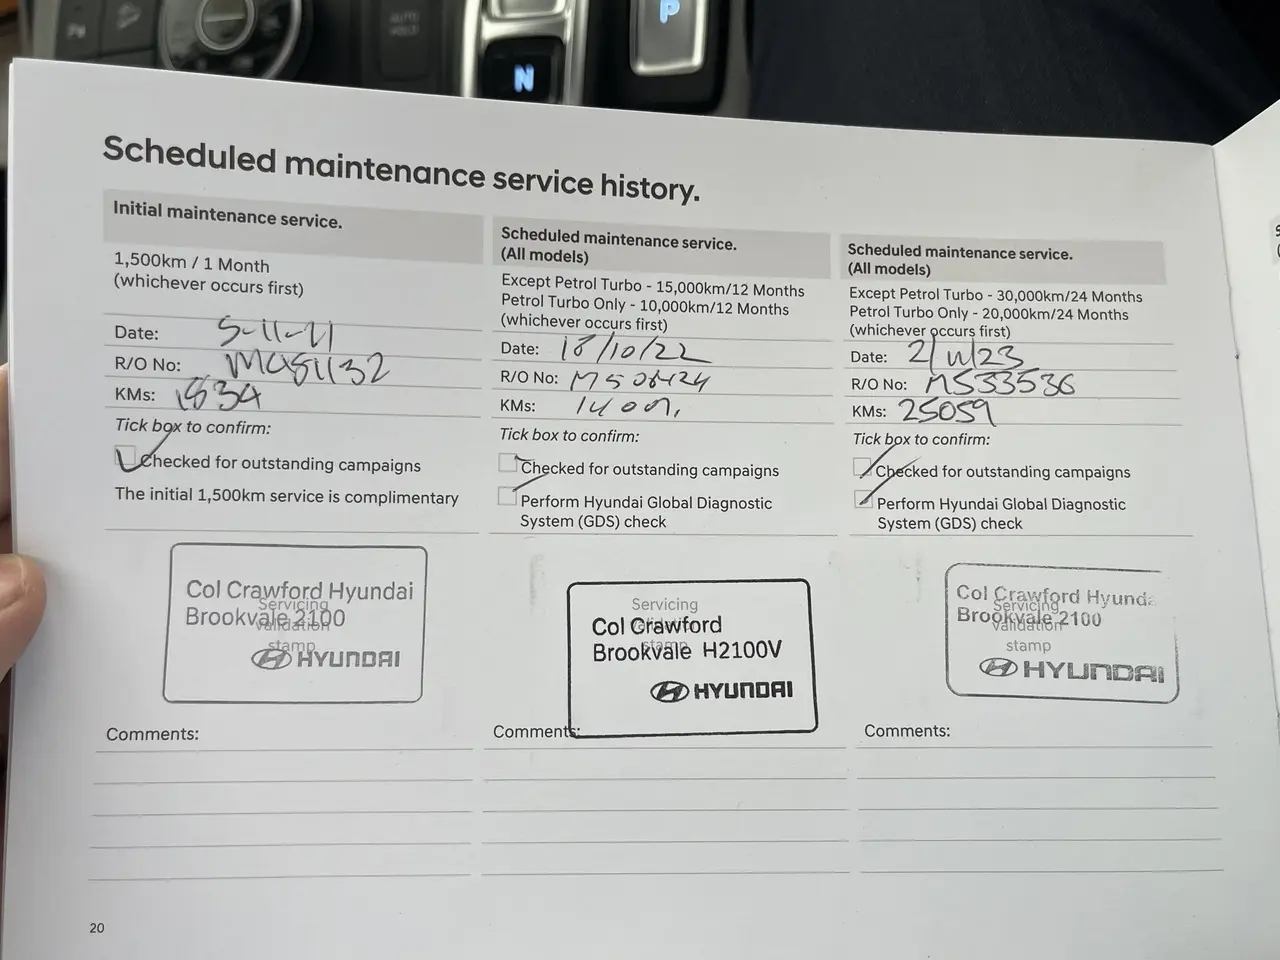 P
AUTO
HOLD
N
Scheduled maintenance service history.
Initial maintenance service.
1,500km / 1 Month
(whichever occurs first)
Date: 5-11-21
R/O No:
KMs: 1834
Tick box to confirm:
Checked for outstanding campaigns
The initial 1,500km service is complimentary
Col Crawford Hyundai
Servicing
Brookvale 2100
validation
stamp
HYUNDAI
Comments:
Scheduled maintenance service.
(All models)
Except Petrol Turbo - 15,000km/12 Months
Petrol Turbo Only - 10,000km/12 Months
(whichever occurs first)
Date: 18/10/22
R/O No:
KMs:
Tick box to confirm:
Checked for outstanding campaigns
Perform Hyundai Global Diagnostic
System (GDS) check
Servicing
Col Crawford
validation
stamp
Brookvale H2100V
HYUNDAI
Comments:
Scheduled maintenance service.
(All models)
Except Petrol Turbo - 30,000km/24 Months
Petrol Turbo Only - 20,000km/24 Months
(whichever occurs first)
Date: 2/11/23
R/O No: M533536
KMs: 25059
Tick box to confirm:
Checked for outstanding campaigns
Perform Hyundai Global Diagnostic
System (GDS) check
Col Crawford Hyunda
Servicing
Brookvale 2100
validation
stamp
HYUNDAI
Comments:
20